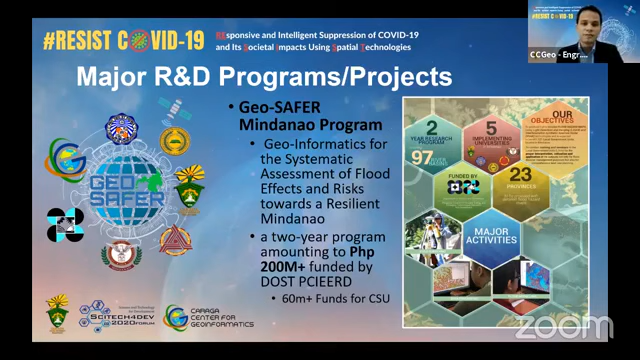 #RESIST COVID-19
REsponsive and Intelligent Suppression of COVID-19
and Its Societal Impacts Using Spatial Technologies
CCGeo - Engr...
Major R&D Programs/Projects
GEO
SAFER
• Geo-SAFER
Mindanao Program
• Geo-Informatics for
the Systematic
Assessment of Flood
Effects and Risks
towards a Resilient
Mindanao
• a two-year program
amounting to Php
200M+ funded by
DOST PCIEERD
• 60m+ Funds for CSU
2
YEAR RESEARCH
PROGRAM
97
RIVER
BASINS
5
IMPLEMENTING
UNIVERSITIES
OUR
OBJECTIVES
FUNDED BY
23
PROVINCES
MAJOR
ACTIVITIES
SCITECH4DEV
2020 FORUM
CARAGA
CENTER FOR
GEOINFORMATICS
zoom